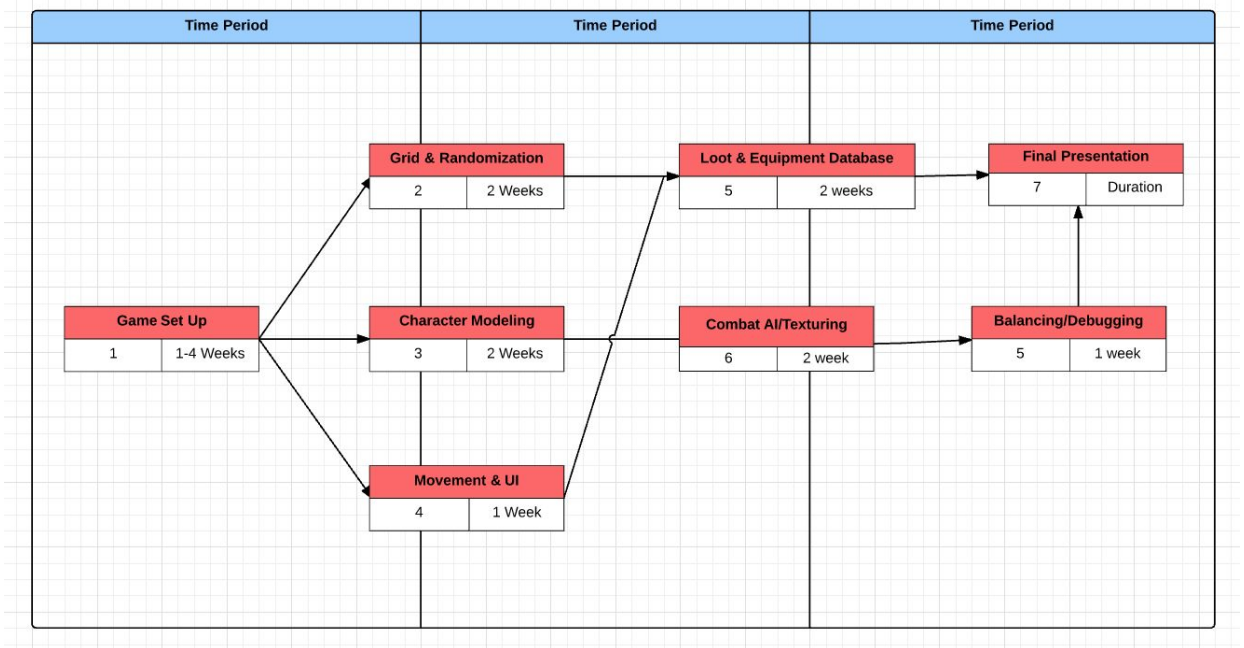 Time Period
Time Period
Time Period
Grid & Randomization
2
2 Weeks
Loot & Equipment Database
5
2 weeks
Final Presentation
7
Duration
Game Set Up
1
1-4 Weeks
Character Modeling
3
2 Weeks
Combat AI/Texturing
6
2 week
Balancing/Debugging
5
1 week
Movement & UI
4
1 Week